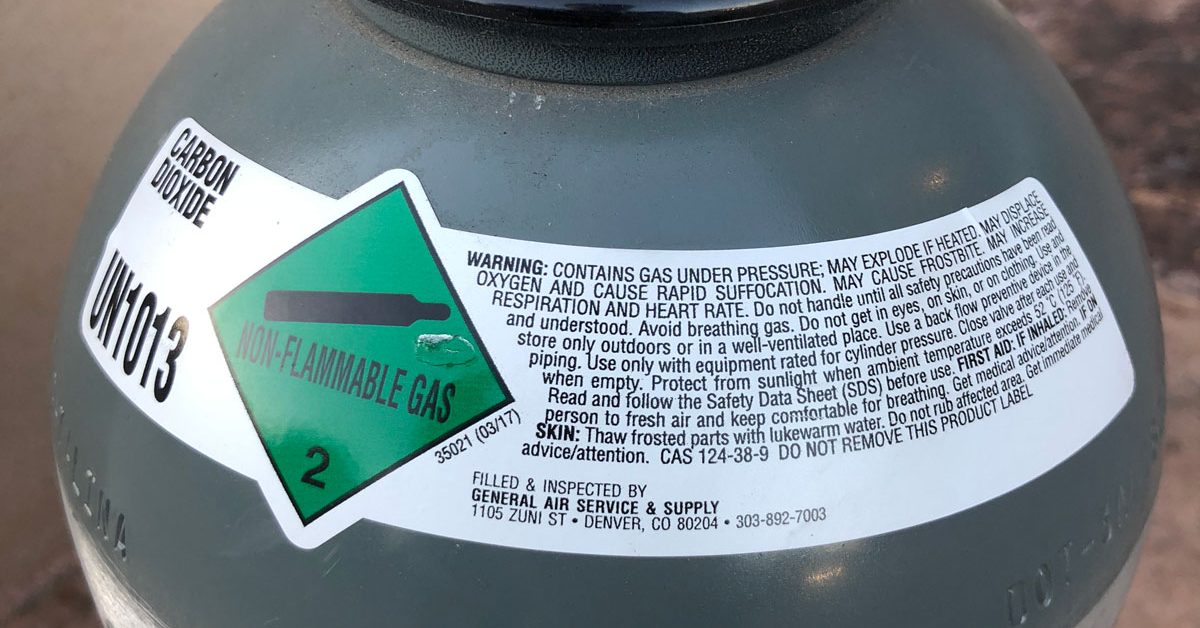 CARBON
DIOXIDE
UN1013
NON-FLAMMABLE GAS
2
35021 (03/17)
WARNING: CONTAINS GAS UNDER PRESSURE; MAY EXPLODE IF HEATED. MAY DISPLACE
OXYGEN AND CAUSE RAPID SUFFOCATION. MAY CAUSE FROSTBITE. MAY INCREASE
RESPIRATION AND HEART RATE. Do not handle until all safety precautions have been read
and understood. Avoid breathing gas. Do not get in eyes, on skin, or on clothing. Use and
store only outdoors or in a well-ventilated place. Use a back flow preventive device in the
piping. Use only with equipment rated for cylinder pressure. Close valve after each use and
when empty. Protect from sunlight when ambient temperature exceeds 52° C (125° F).
Read and follow the Safety Data Sheet (SDS) before use. FIRST AID: IF INHALED: Remove
person to fresh air and keep comfortable for breathing. Get medical advice/attention. IF ON
SKIN: Thaw frosted parts with lukewarm water. Do not rub affected area. Get immediate medical
advice/attention. CAS 124-38-9 DO NOT REMOVE THIS PRODUCT LABEL
FILLED & INSPECTED BY
GENERAL AIR SERVICE & SUPPLY
1105 ZUNI ST • DENVER, CO 80204 • 303-892-7003